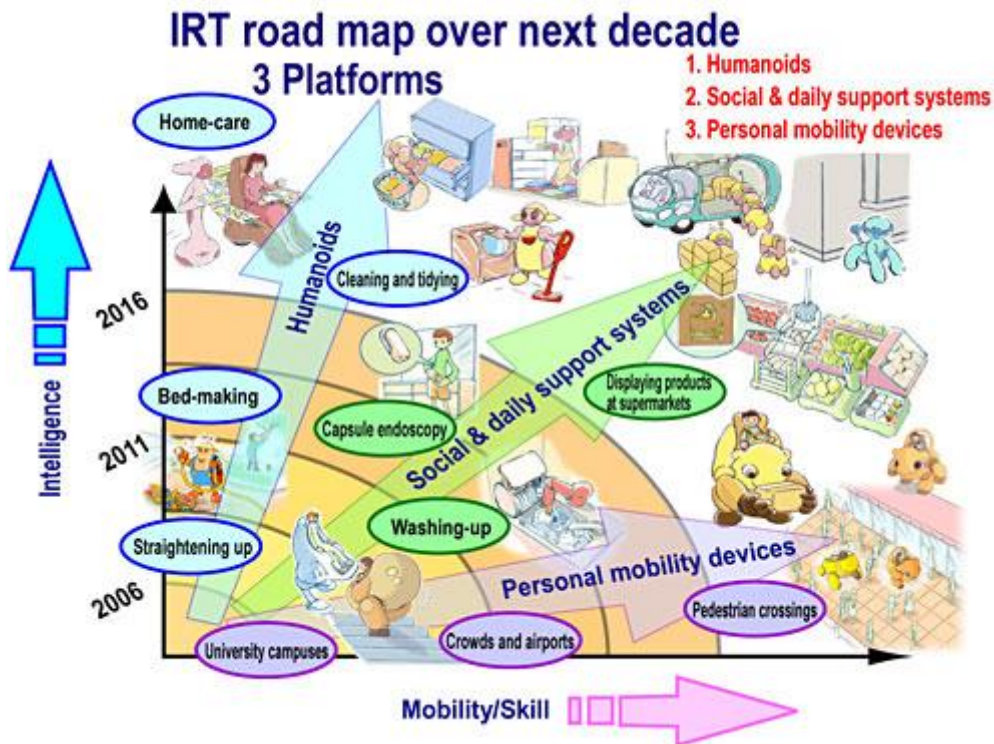 IRT road map over next decade
3 Platforms
1. Humanoids
2. Social & daily support systems
3. Personal mobility devices
Home-care
Humanoids
Cleaning and tidying
2016
Bed-making
Capsule endoscopy
Social & daily support systems
Displaying products
at supermarkets
2011
Intelligence
Straightening up
Washing-up
Personal mobility devices
2006
University campuses
Crowds and airports
Pedestrian crossings
Mobility/Skill